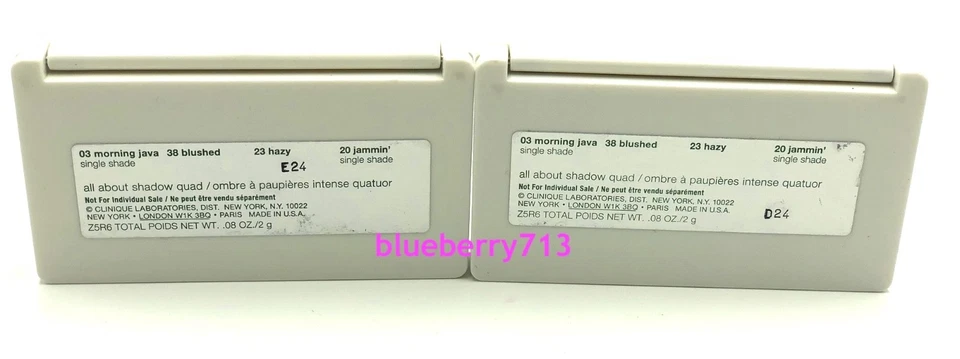 03 morning java 38 blushed 23 hazy 20 jammin'
single shade single shade
E24
all about shadow quad / ombre à paupières intense quatuor
Not For Individual Sale / Ne peut être vendu séparément
© CLINIQUE LABORATORIES, DIST. NEW YORK, N.Y. 10022
NEW YORK • LONDON W1K 3BQ • PARIS MADE IN U.S.A.
Z5R6 TOTAL POIDS NET WT. .08 OZ./2 g
03 morning java 38 blushed 23 hazy 20 jammin'
single shade single shade
all about shadow quad / ombre à paupières intense quatuor
Not For Individual Sale / Ne peut être vendu séparément
© CLINIQUE LABORATORIES, DIST. NEW YORK, N.Y. 10022
NEW YORK • LONDON W1K 3BQ • PARIS MADE IN U.S.A.
D24
Z5R6 TOTAL POIDS NET WT. .08 OZ./2 g
blueberry713